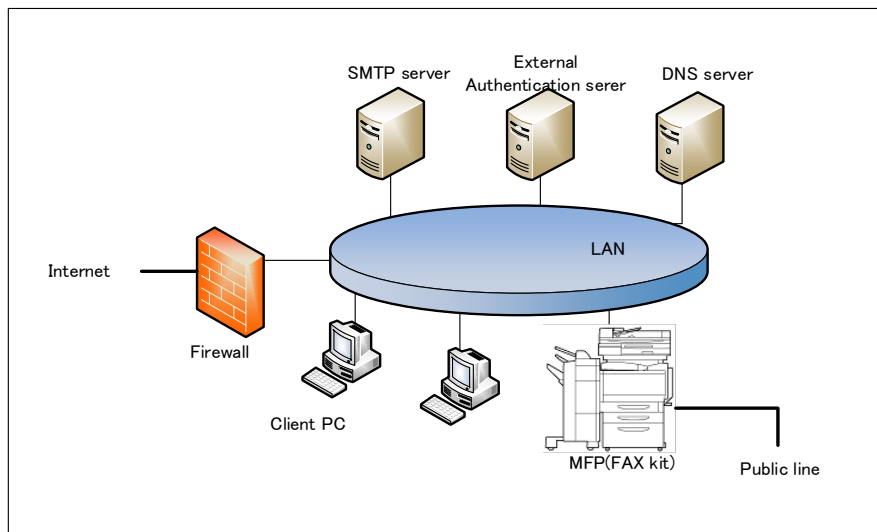 SMTP server
External
Authentication serer
DNS server
LAN
Internet
Firewall
Client PC
MFP(FAX kit)
Public line